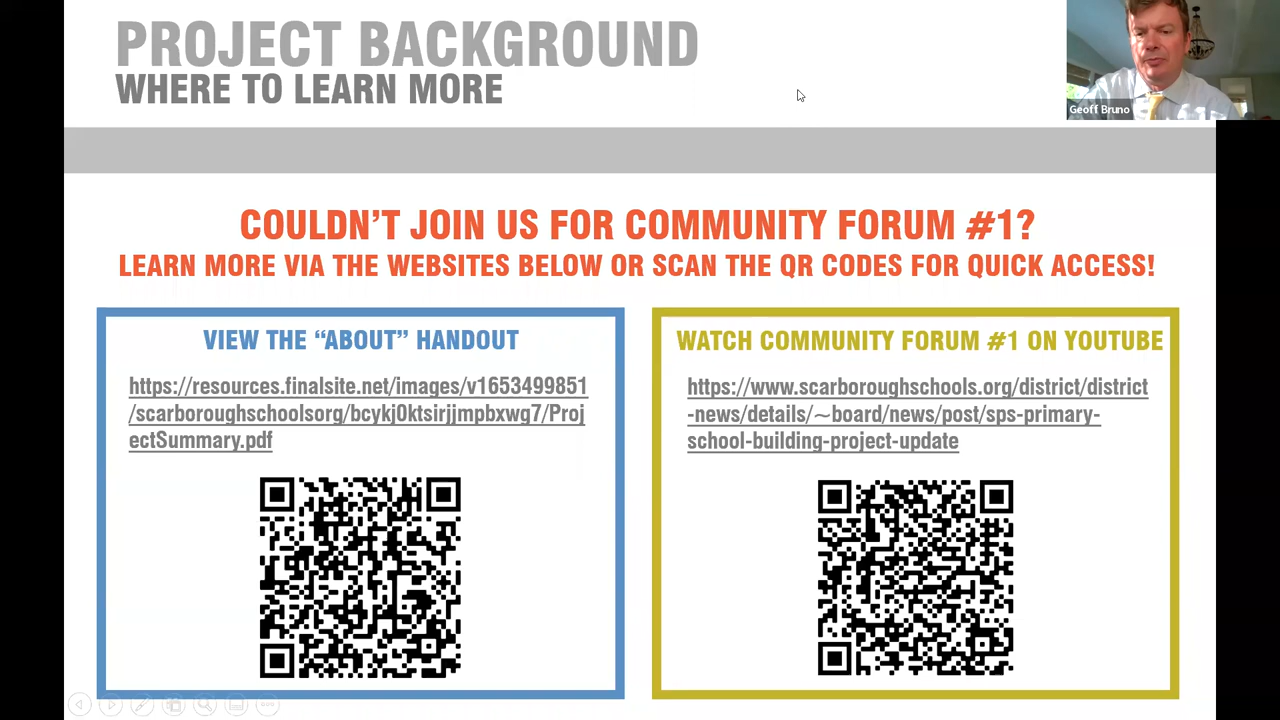 PROJECT BACKGROUND
WHERE TO LEARN MORE
Geoff Bruno
COULDN'T JOIN US FOR COMMUNITY FORUM #1?
LEARN MORE VIA THE WEBSITES BELOW OR SCAN THE QR CODES FOR QUICK ACCESS!
VIEW THE “ABOUT” HANDOUT
https://resources.finalsite.net/images/v1653499851
/scarboroughschoolsorg/bcykj0ktsirjjmpbxwg7/Proj
ectSummary.pdf
WATCH COMMUNITY FORUM #1 ON YOUTUBE
https://www.scarboroughschools.org/district/district
-news/details/~board/news/post/sps-primary-
school-building-project-update